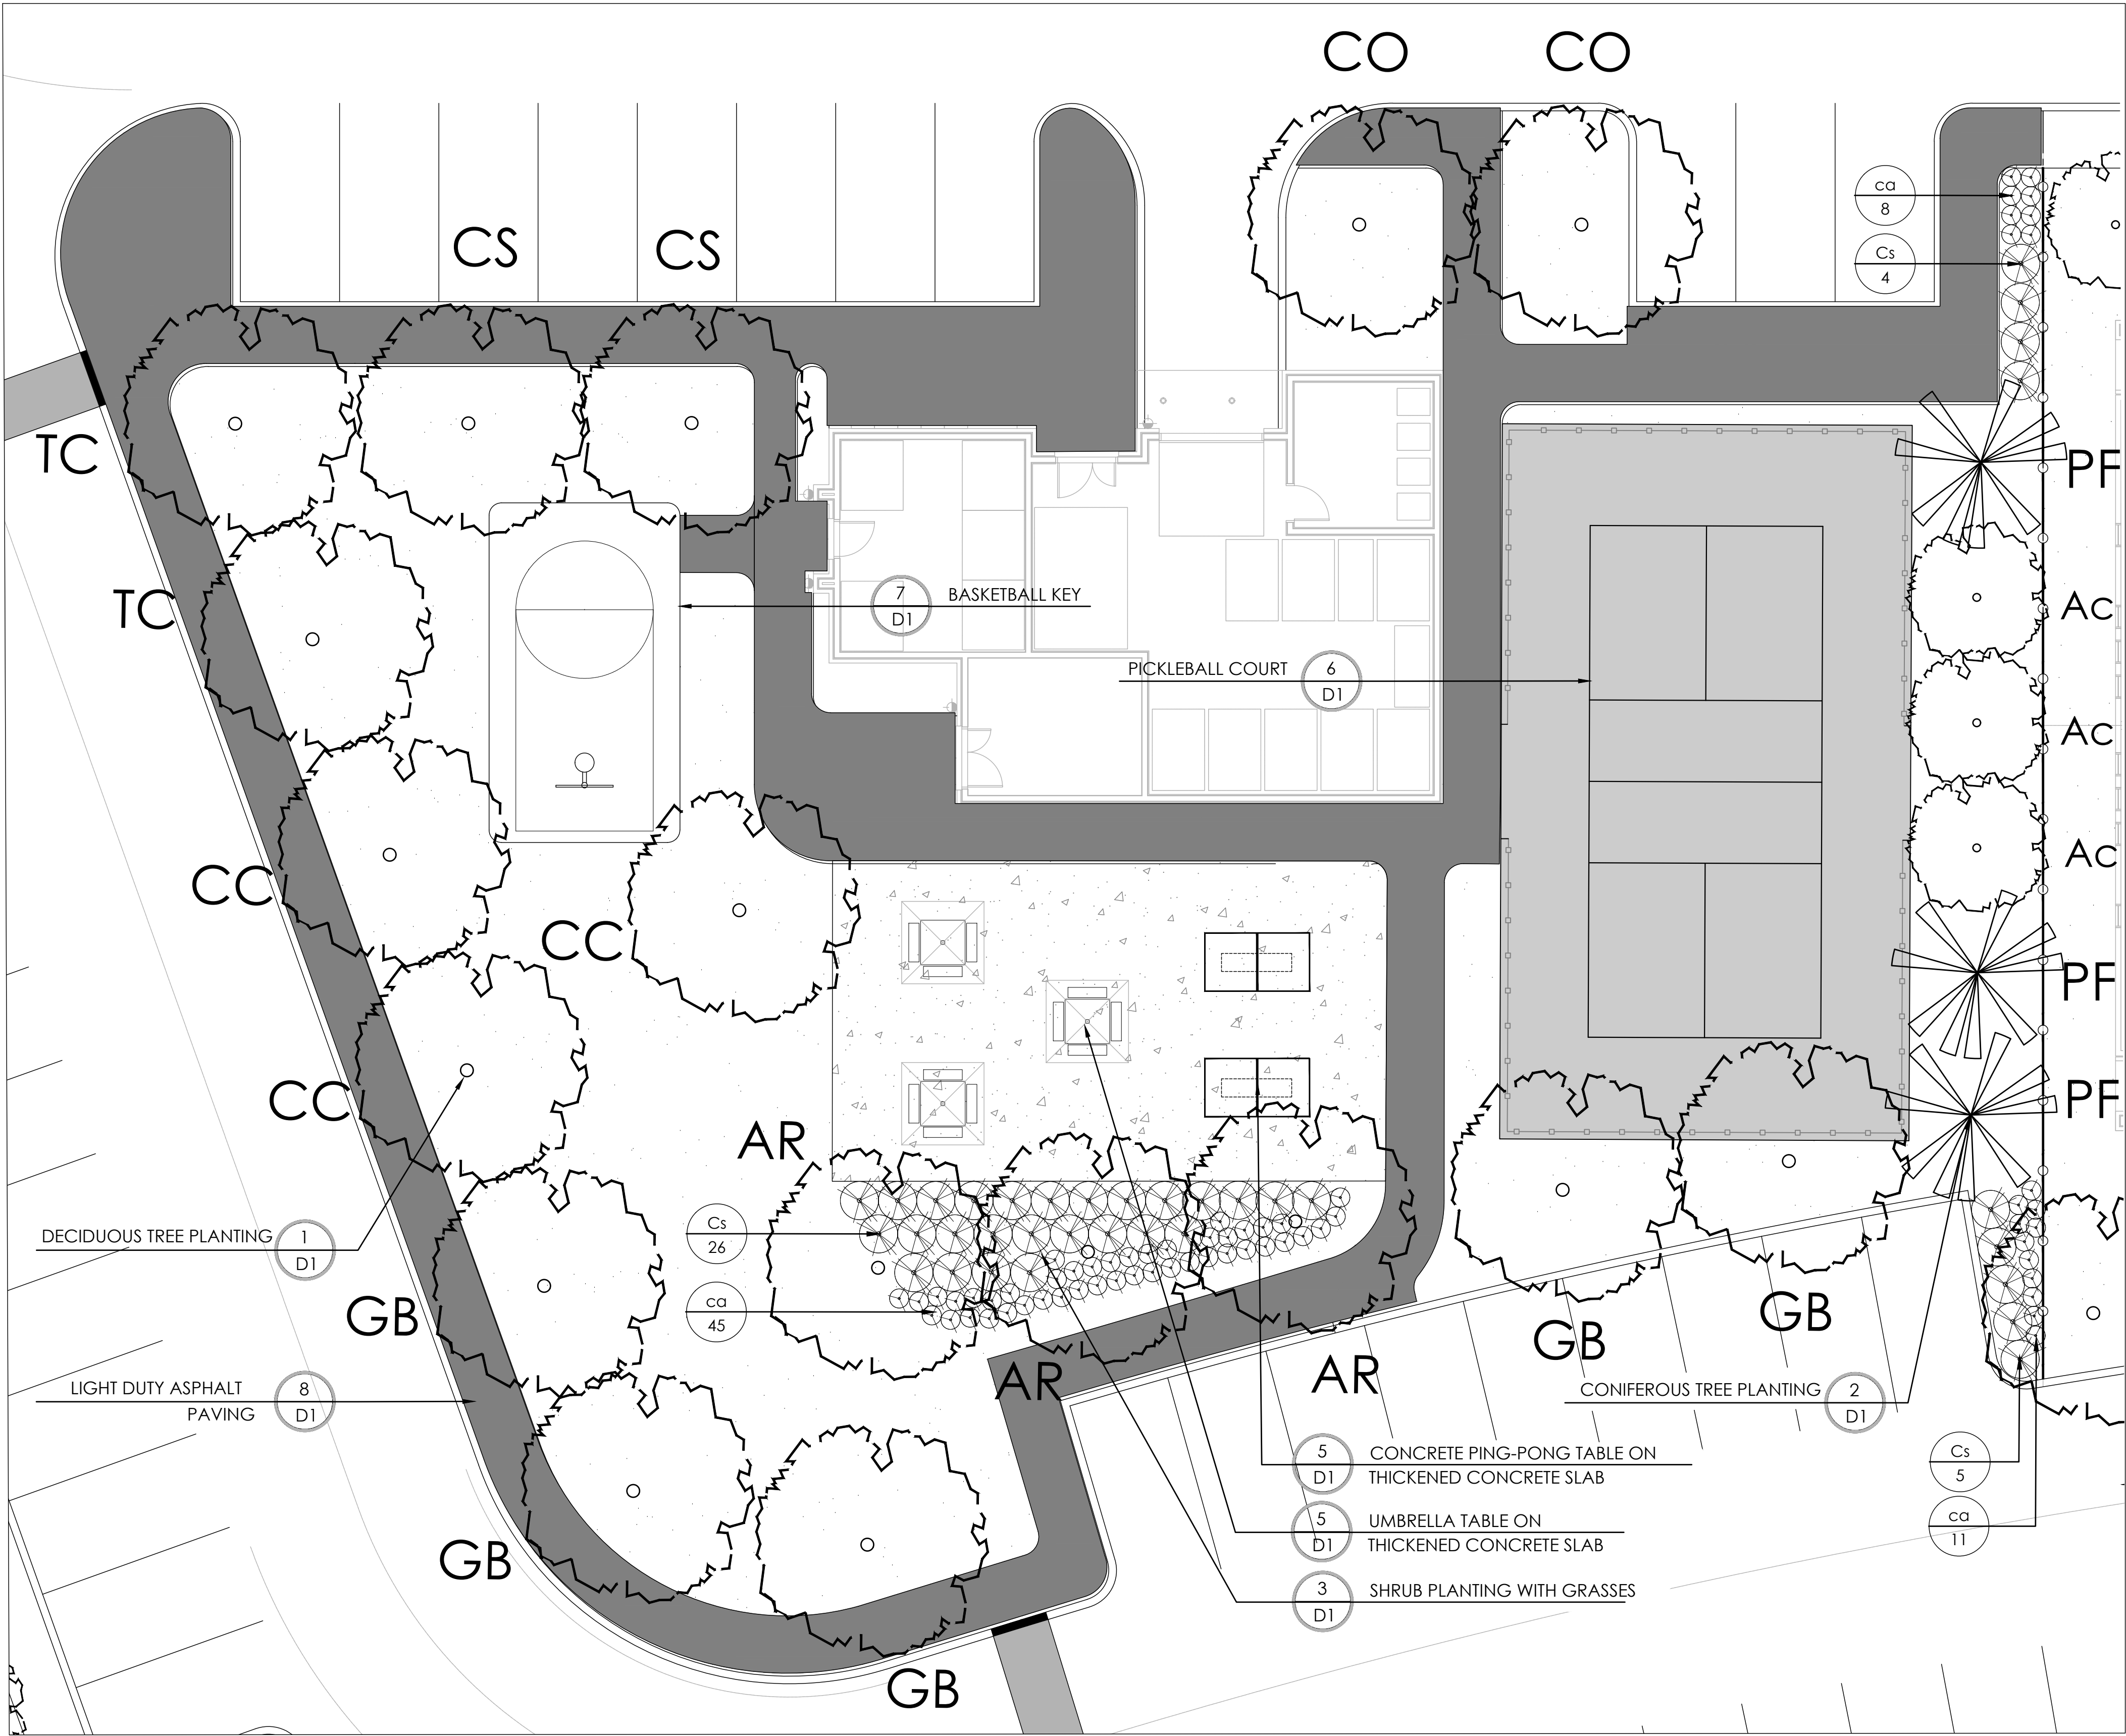 CO
CO
ca
8
Cs
4
CS
CS
TC
PF
TC
7
D1
BASKETBALL KEY
Ac
PICKLEBALL COURT
6
D1
Ac
Ac
CC
CC
PF
CC
PF
AR
Cs
26
DECIDUOUS TREE PLANTING
1
D1
ca
45
GB
GB
GB
AR
AR
LIGHT DUTY ASPHALT
PAVING
8
D1
CONIFEROUS TREE PLANTING
2
D1
5
D1
CONCRETE PING-PONG TABLE ON
THICKENED CONCRETE SLAB
Cs
5
5
D1
UMBRELLA TABLE ON
THICKENED CONCRETE SLAB
ca
11
GB
3
D1
SHRUB PLANTING WITH GRASSES
GB